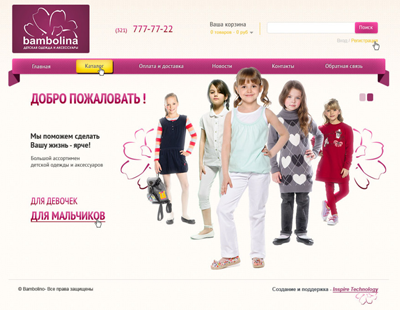 bambolina
ДЕТСКАЯ ОДЕЖДА И АКСЕССУАРЫ
(321) 777-77-22
Ваша корзина
0 товаров - 0 руб
Поиск
Вход / Регистрация
Главная
Каталог
Оплата и доставка
Новости
Контакты
Обратная связь
ДОБРО ПОЖАЛОВАТЬ !
Мы поможем сделать
Вашу жизнь - ярче!
Большой ассортимен
детской одежды и аксессуаров
ДЛЯ ДЕВОЧЕК
ДЛЯ МАЛЬЧИКОВ
© Bambolino- Все права защищены
Создание и поддержка - Inspire Technology